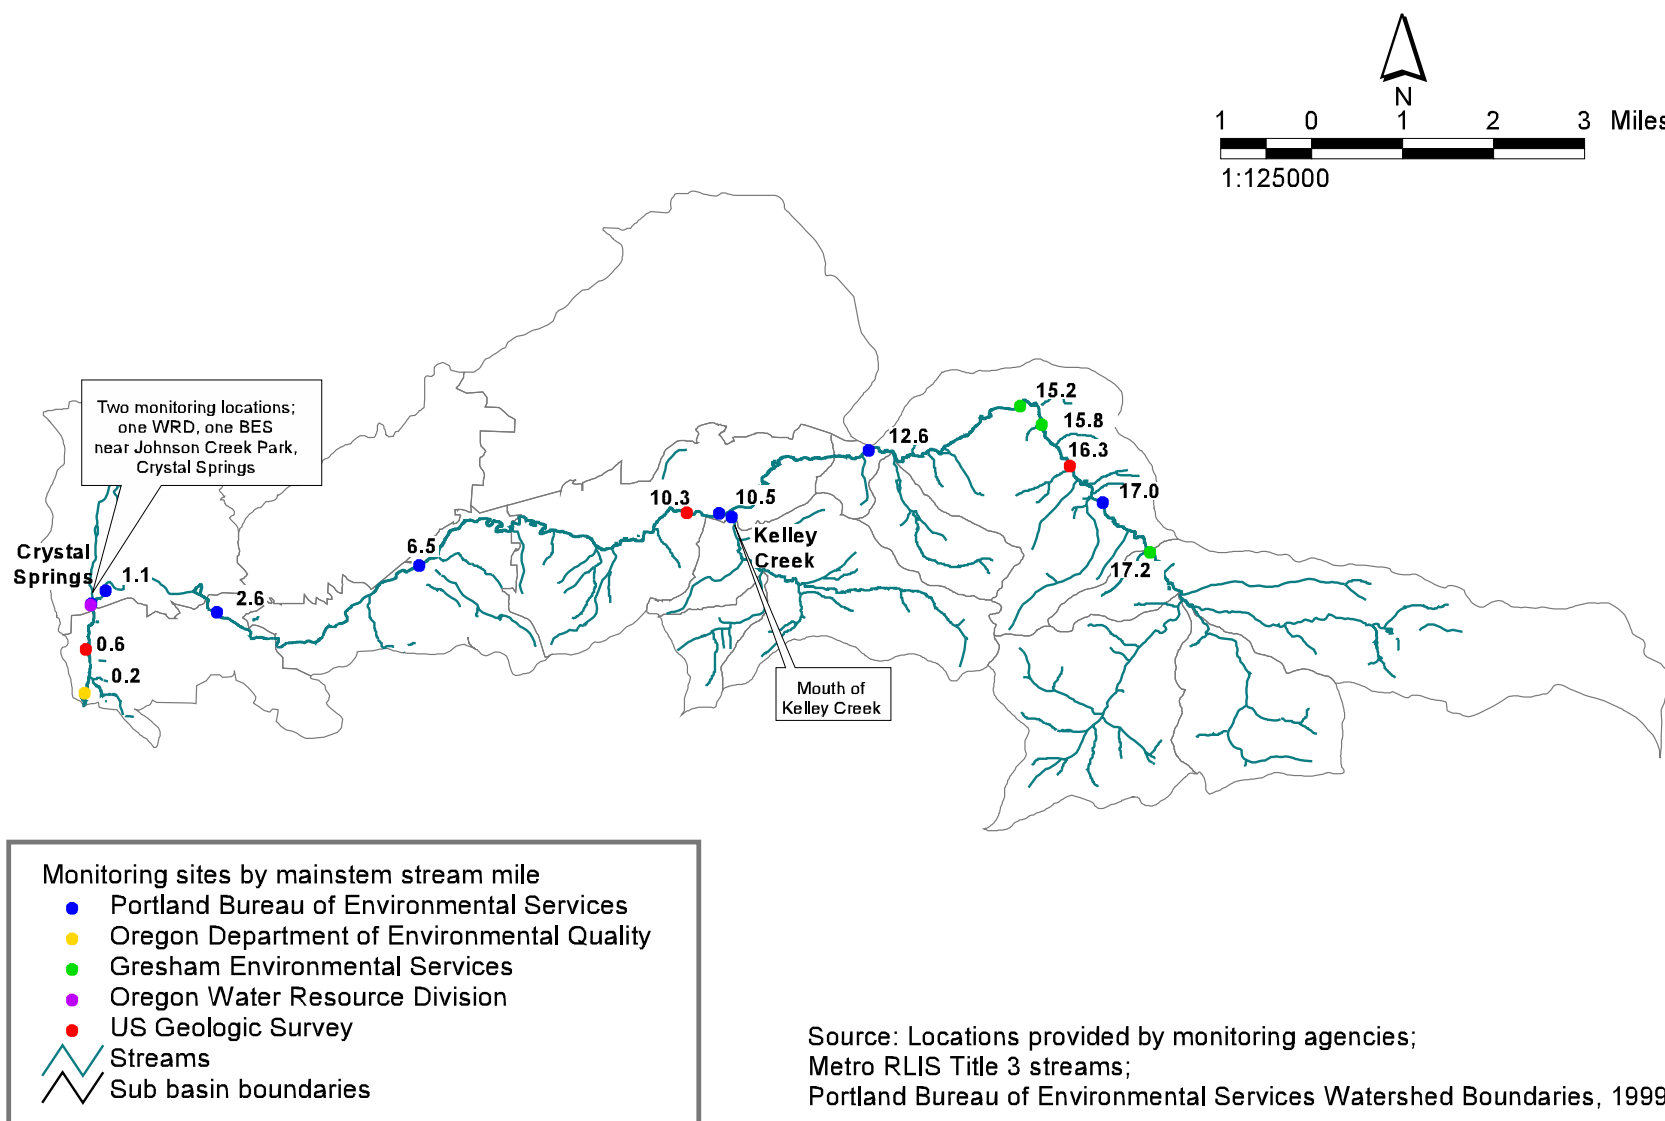 N
1 0 1 2 3 Miles
1:125000
Two monitoring locations;
one WRD, one BES
near Johnson Creek Park,
Crystal Springs
15.2
15.8
12.6
16.3
17.0
10.3
10.5
Kelley
Creek
6.5
Crystal
Springs
1.1
17.2
2.6
0.6
0.2
Mouth of
Kelley Creek
Monitoring sites by mainstem stream mile
Portland Bureau of Environmental Services
Oregon Department of Environmental Quality
Gresham Environmental Services
Oregon Water Resource Division
US Geologic Survey
Streams
Sub basin boundaries
Source: Locations provided by monitoring agencies;
Metro RLIS Title 3 streams;
Portland Bureau of Environmental Services Watershed Boundaries, 1999